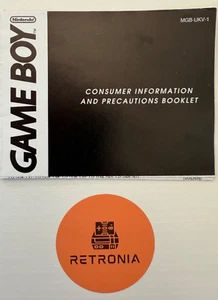 Nintendo
GAME BOY
MGB-UKV-1
CONSUMER INFORMATION
AND PRECAUTIONS BOOKLET
RETRONIA